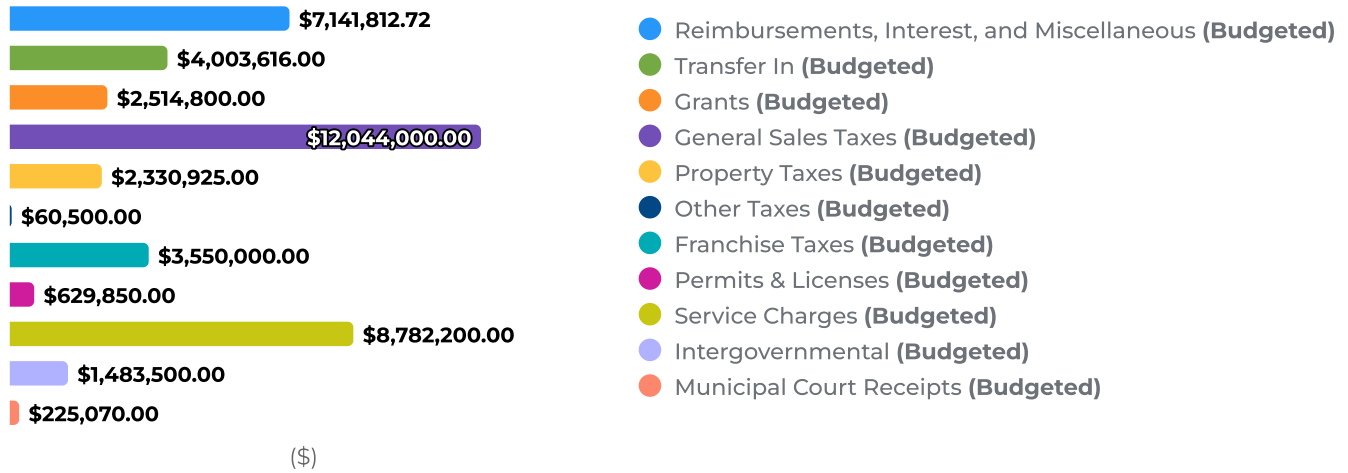 $7,141,812.72
$4,003,616.00
$2,514,800.00
$12,044,000.00
$2,330,925.00
$60,500.00
$3,550,000.00
$629,850.00
$8,782,200.00
$1,483,500.00
$225,070.00
($)
Reimbursements, Interest, and Miscellaneous (Budgeted)
Transfer In (Budgeted)
Grants (Budgeted)
General Sales Taxes (Budgeted)
Property Taxes (Budgeted)
Other Taxes (Budgeted)
Franchise Taxes (Budgeted)
Permits & Licenses (Budgeted)
Service Charges (Budgeted)
Intergovernmental (Budgeted)
Municipal Court Receipts (Budgeted)